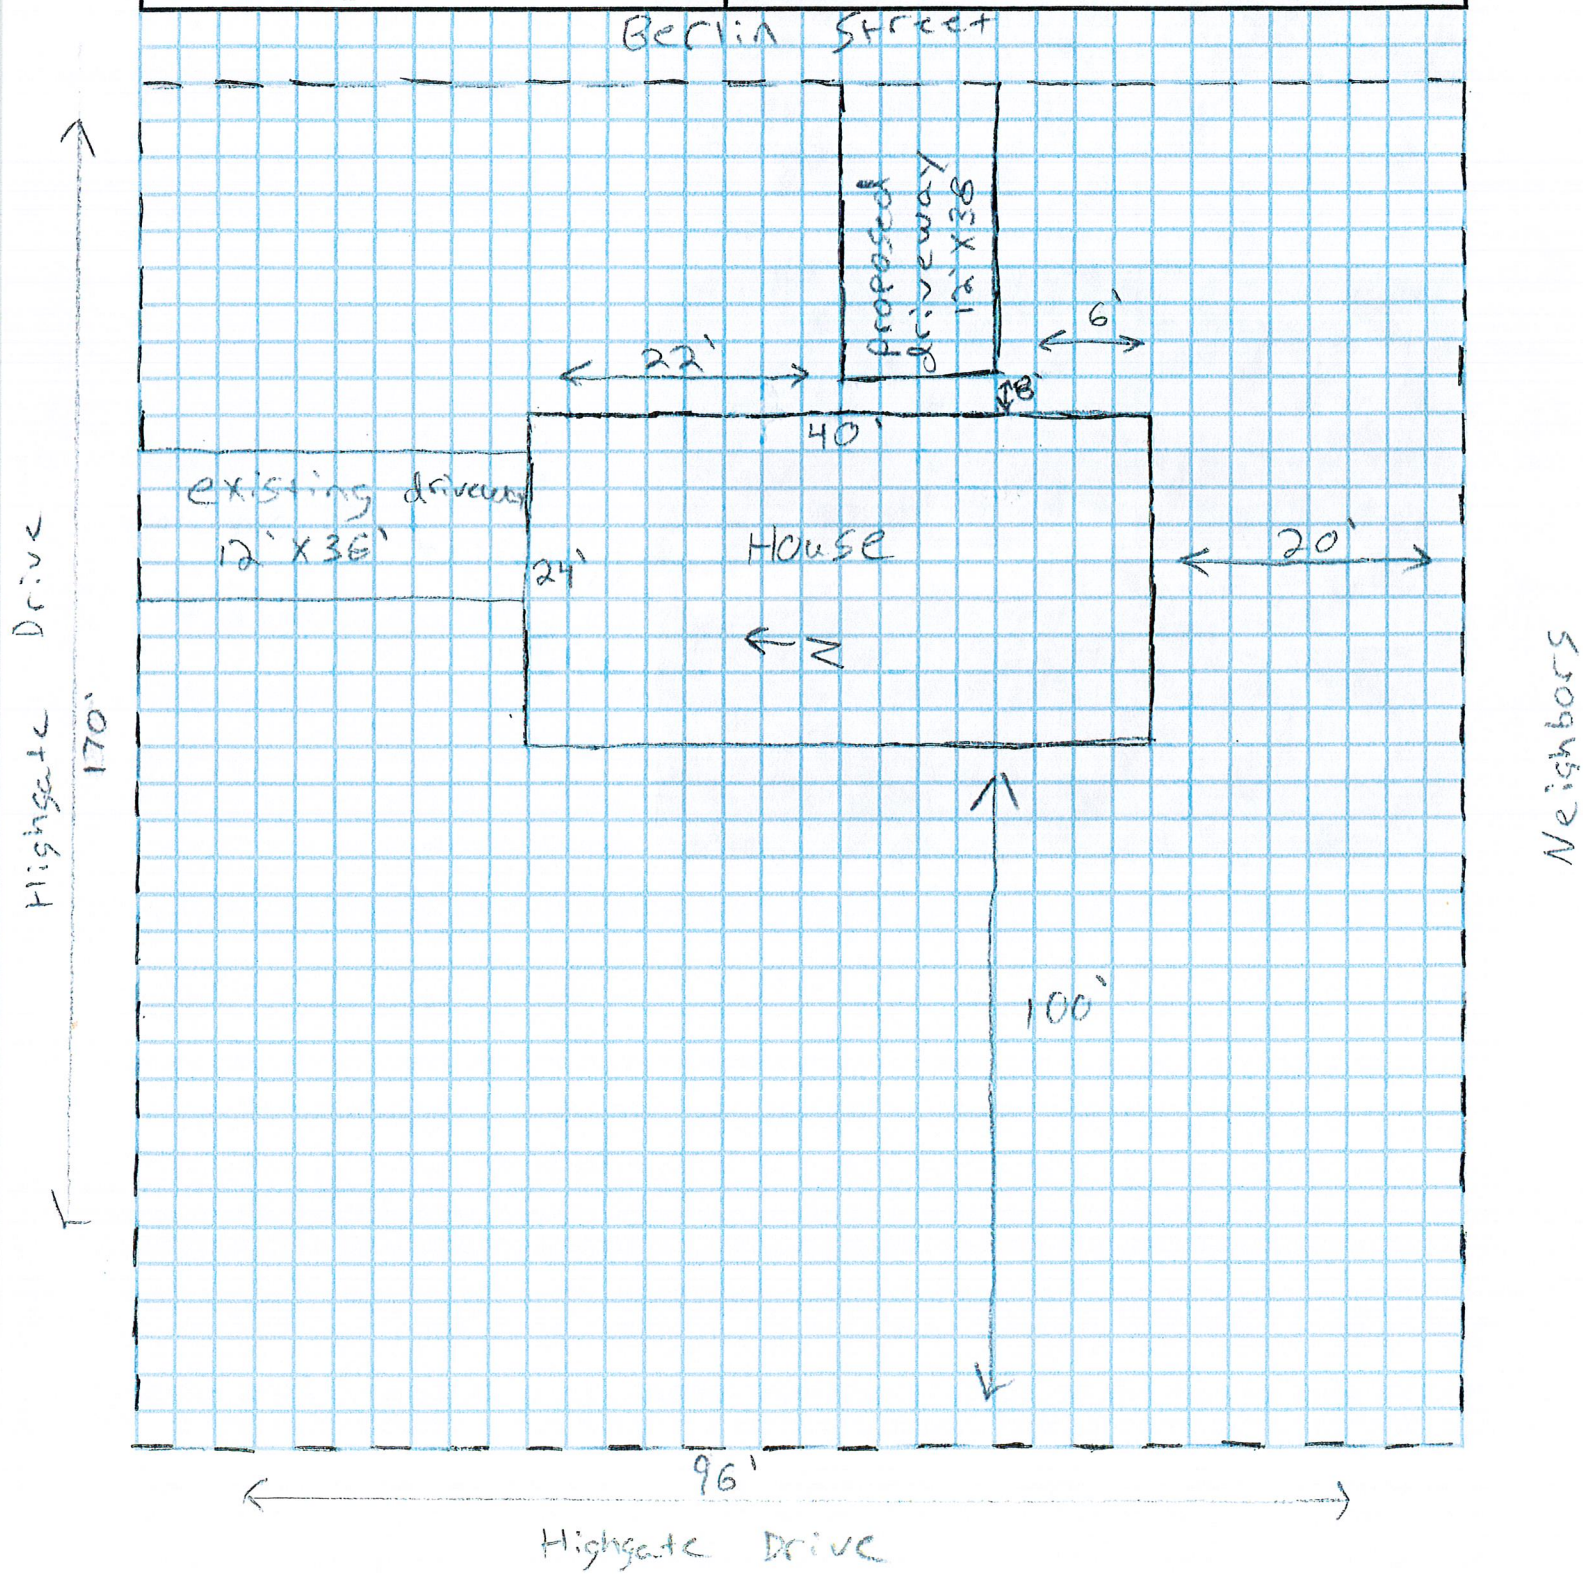 Berlin Street
proposed
driveway
12' X 38
6'
22'
8'
40'
existing driveway
12' X 36'
House
24'
20'
← N
Highgate Drive
170'
Neighbors
100'
96'
Highgate Drive